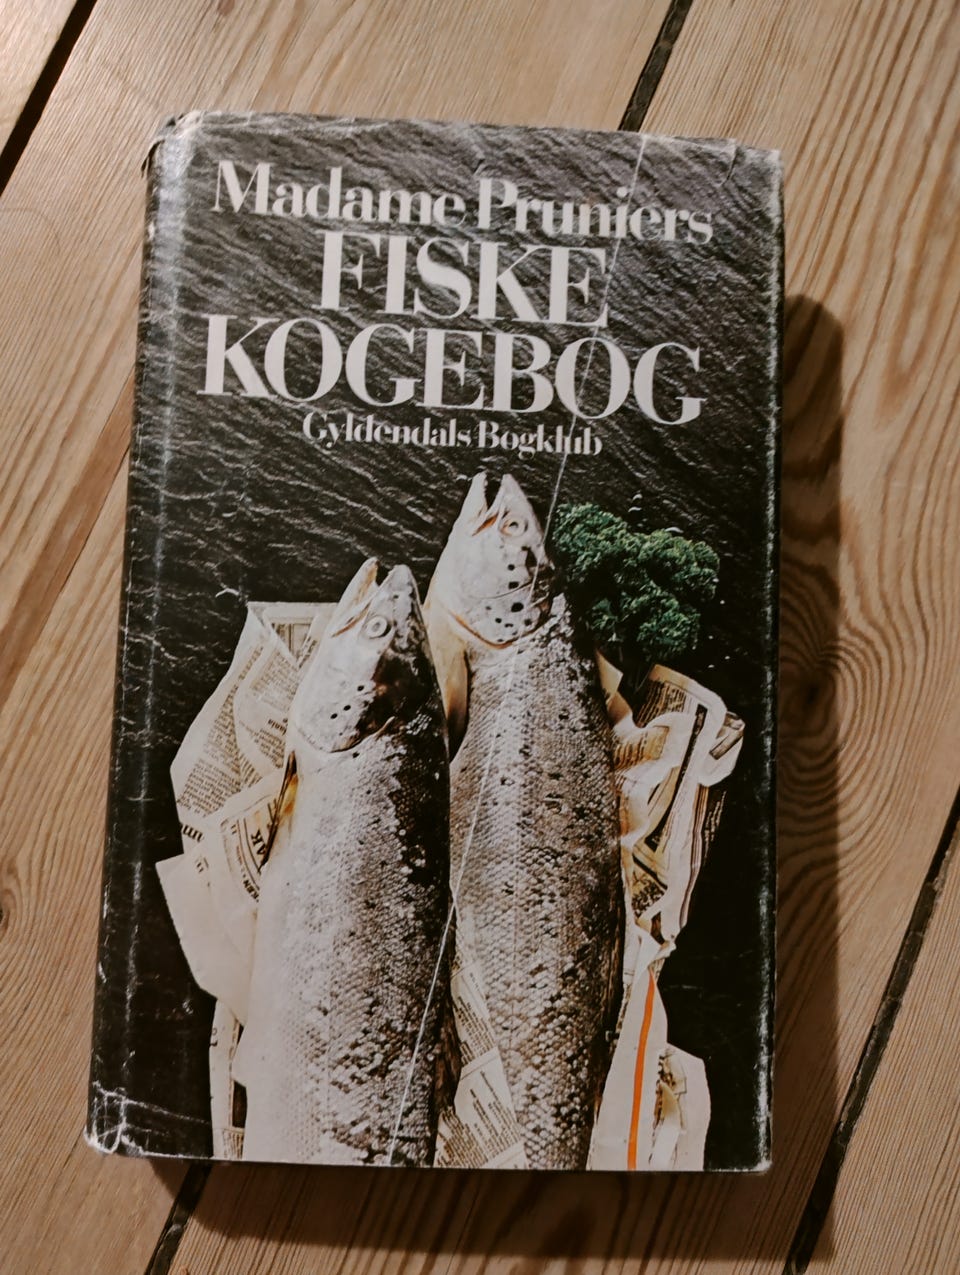 Madame Pruniers
FISKE
KOGEBOG
Gyldendals Bogklub